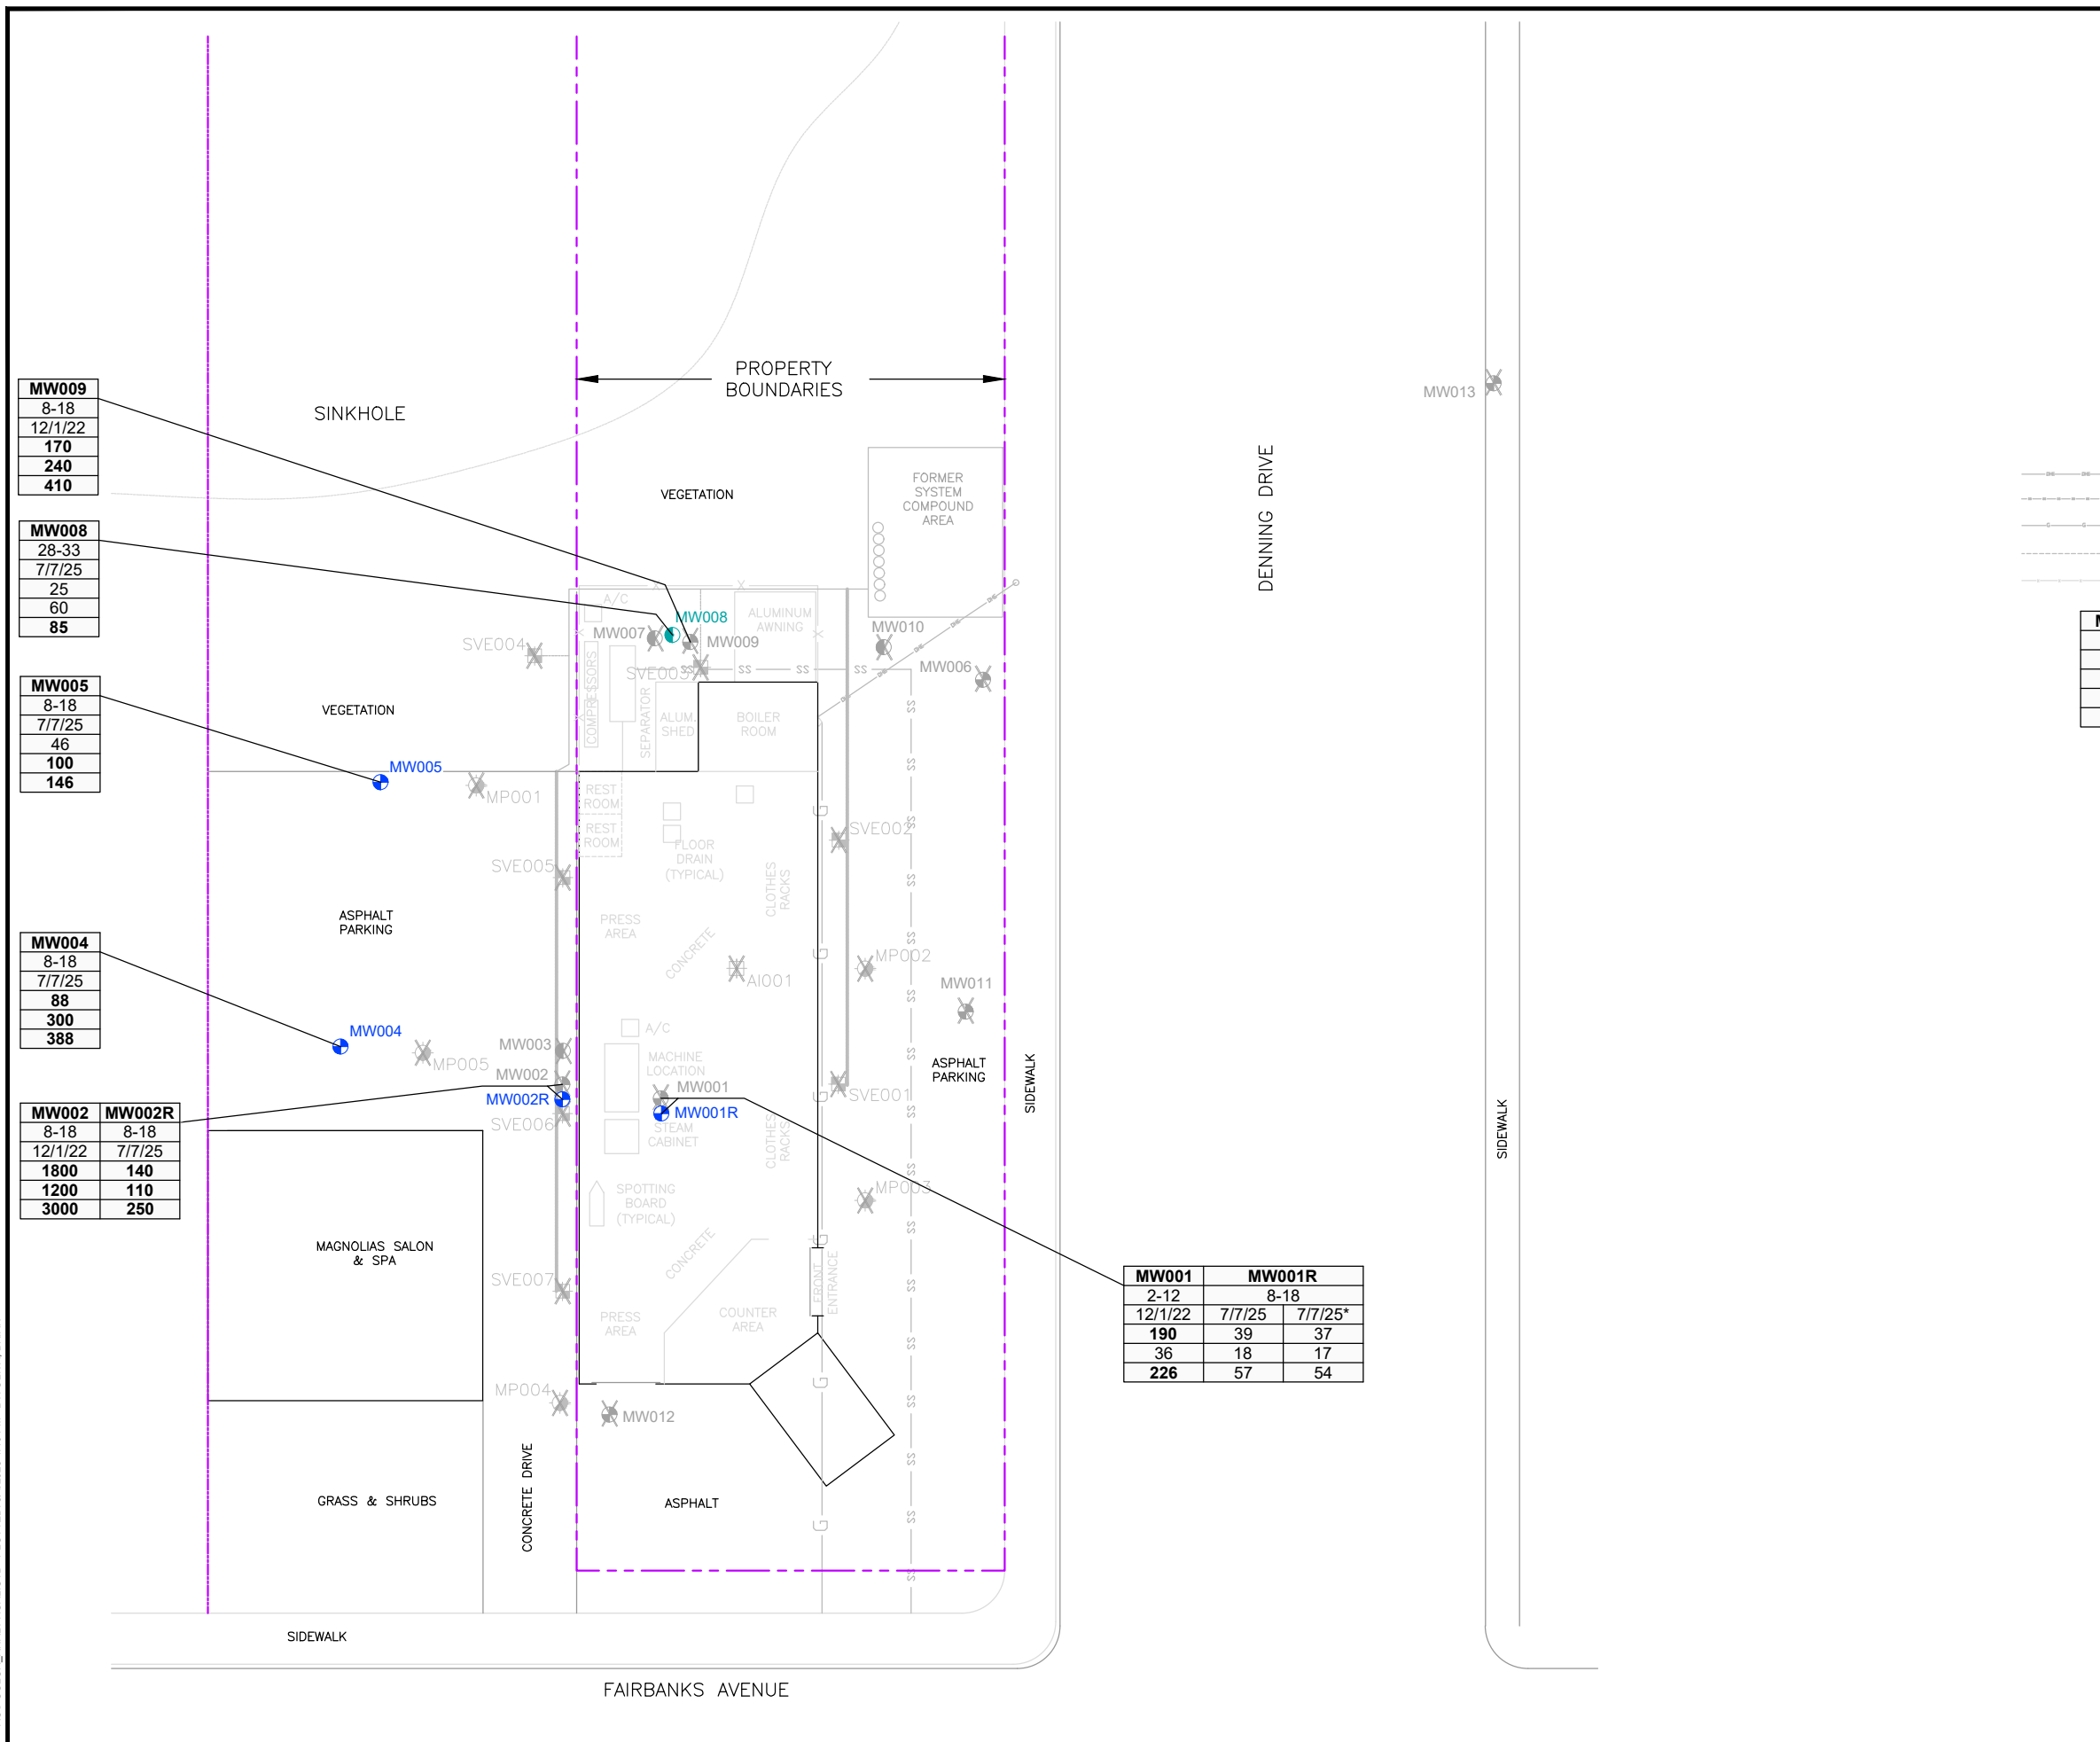 PROPERTY
BOUNDARIES
SINKHOLE
MW013
DENNING DRIVE
MW009
8-18
12/1/22
170
240
410
VEGETATION
FORMER
SYSTEM
COMPOUND
AREA
MW008
28-33
7/7/25
25
60
85
A/C
X
X
MW008
ALUMINUM
AWNING
MW007
MW009
MW010
SVE004
SVE003
SS
SS
SS
SS
MW006
COMPRESSORS
SEPARATOR
ALUM.
SHED
BOILER
ROOM
VEGETATION
MW005
8-18
7/7/25
46
100
146
MW005
MP001
REST
ROOM
REST
ROOM
FLOOR
DRAIN
(TYPICAL)
SVE002
SVE005
CLOTHES
RACKS
ASPHALT
PARKING
PRESS
AREA
CONCRETE
AI001
MP002
MW011
MW004
8-18
7/7/25
88
300
388
MW004
MP005
A/C
MACHINE
LOCATION
MW003
MW002
MW002R
SVE006
MW001
MW001R
STEAM
CABINET
CLOTHES
RACKS
SVE001
ASPHALT
PARKING
SIDEWALK
SIDEWALK
MW002 MW002R
8-18 8-18
12/1/22 7/7/25
1800 140
1200 110
3000 250
SPOTTING
BOARD
(TYPICAL)
MP003
MAGNOLIAS SALON
& SPA
CONCRETE
SVE007
PRESS
AREA
COUNTER
AREA
FRONT
ENTRANCE
MW001 MW001R
2-12 8-18
12/1/22 7/7/25 7/7/25*
190 39 37
36 18 17
226 57 54
MP004
MW012
CONCRETE DRIVE
GRASS & SHRUBS
ASPHALT
SIDEWALK
FAIRBANKS AVENUE